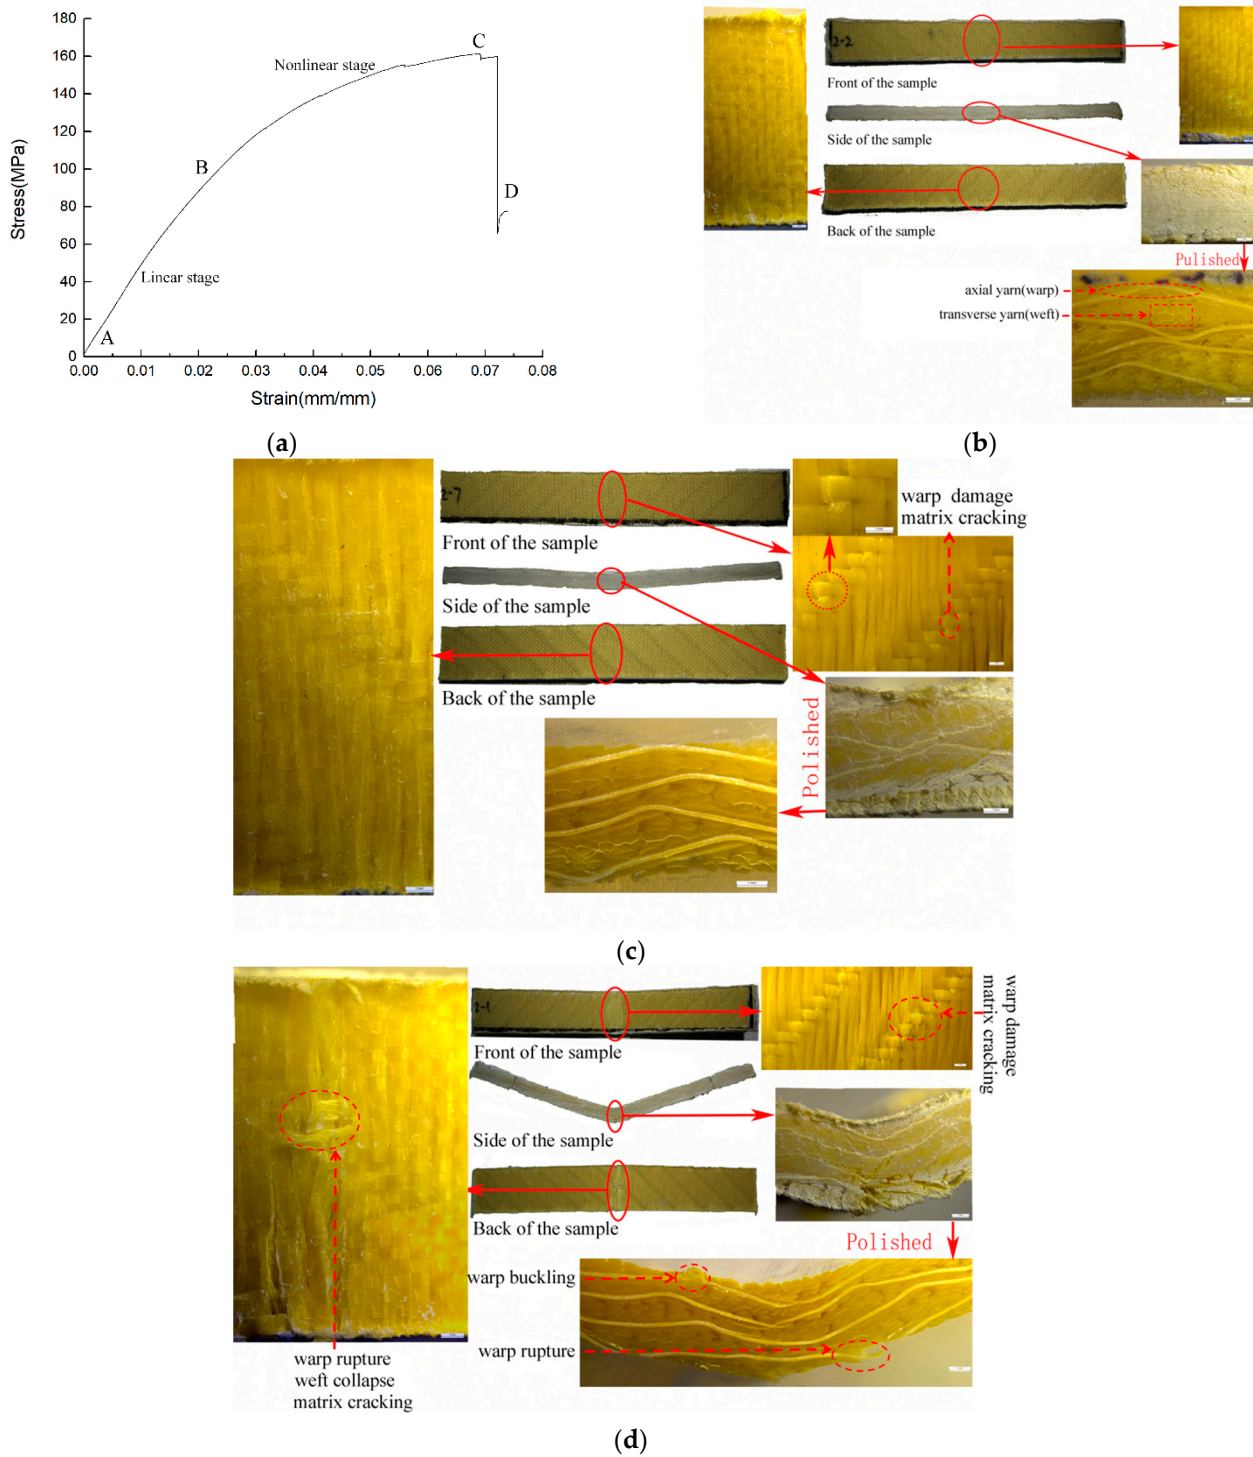 180
160
140
120
100
80
60
40
20
0
Stress(MPa)
C
Nonlinear stage
B
D
Linear stage
A
0.00 0.01 0.02 0.03 0.04 0.05 0.06 0.07 0.08
Strain(mm/mm)
(a)
2-2
Front of the sample
Side of the sample
Back of the sample
Pulished
axial yarn(warp)
transverse yarn(weft)
(b)
2-7
Front of the sample
Side of the sample
Back of the sample
warp damage
matrix cracking
Polished
(c)
2-1
Front of the sample
Side of the sample
Back of the sample
warp damage
matrix cracking
Polished
warp buckling
warp rupture
warp rupture
weft collapse
matrix cracking
(d)